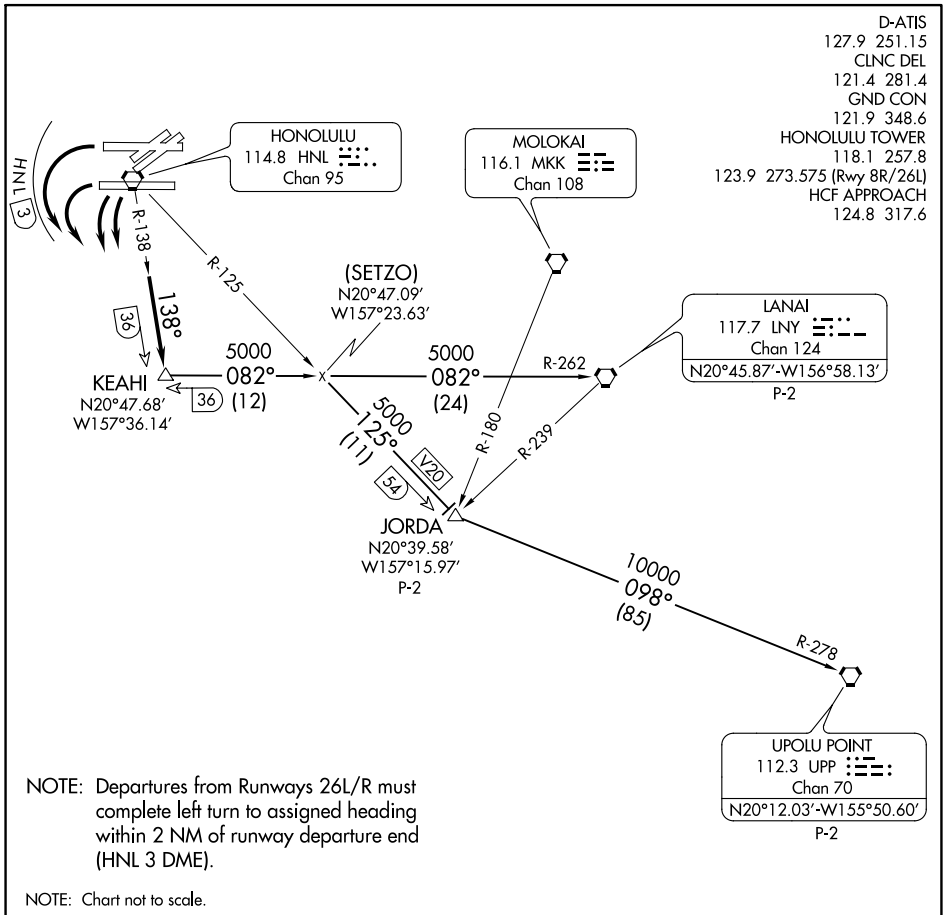 D-ATIS
127.9 251.15
CLNC DEL
121.4 281.4
GND CON
121.9 348.6
HONOLULU TOWER
118.1 257.8
123.9 273.575 (Rwy 8R/26L)
HCF APPROACH
124.8 317.6
HONOLULU
114.8 HNL
Chan 95
MOLOKAI
116.1 MKK
Chan 108
HNL 3
R-138
R-125
138°
36
(SETZO)
N20°47.09′
W157°23.63′
LANAI
117.7 LNY
Chan 124
N20°45.87′-W156°58.13′
P-2
KEAHI
N20°47.68′
W157°36.14′
36
5000
082°
(12)
5000
082°
(24)
R-262
R-180
R-239
5000
125°
(11)
V20
54
JORDA
N20°39.58′
W157°15.97′
P-2
10000
098°
(85)
R-278
UPOLU POINT
112.3 UPP
Chan 70
N20°12.03′-W155°50.60′
P-2
NOTE: Departures from Runways 26L/R must
complete left turn to assigned heading
within 2 NM of runway departure end
(HNL 3 DME).
NOTE: Chart not to scale.